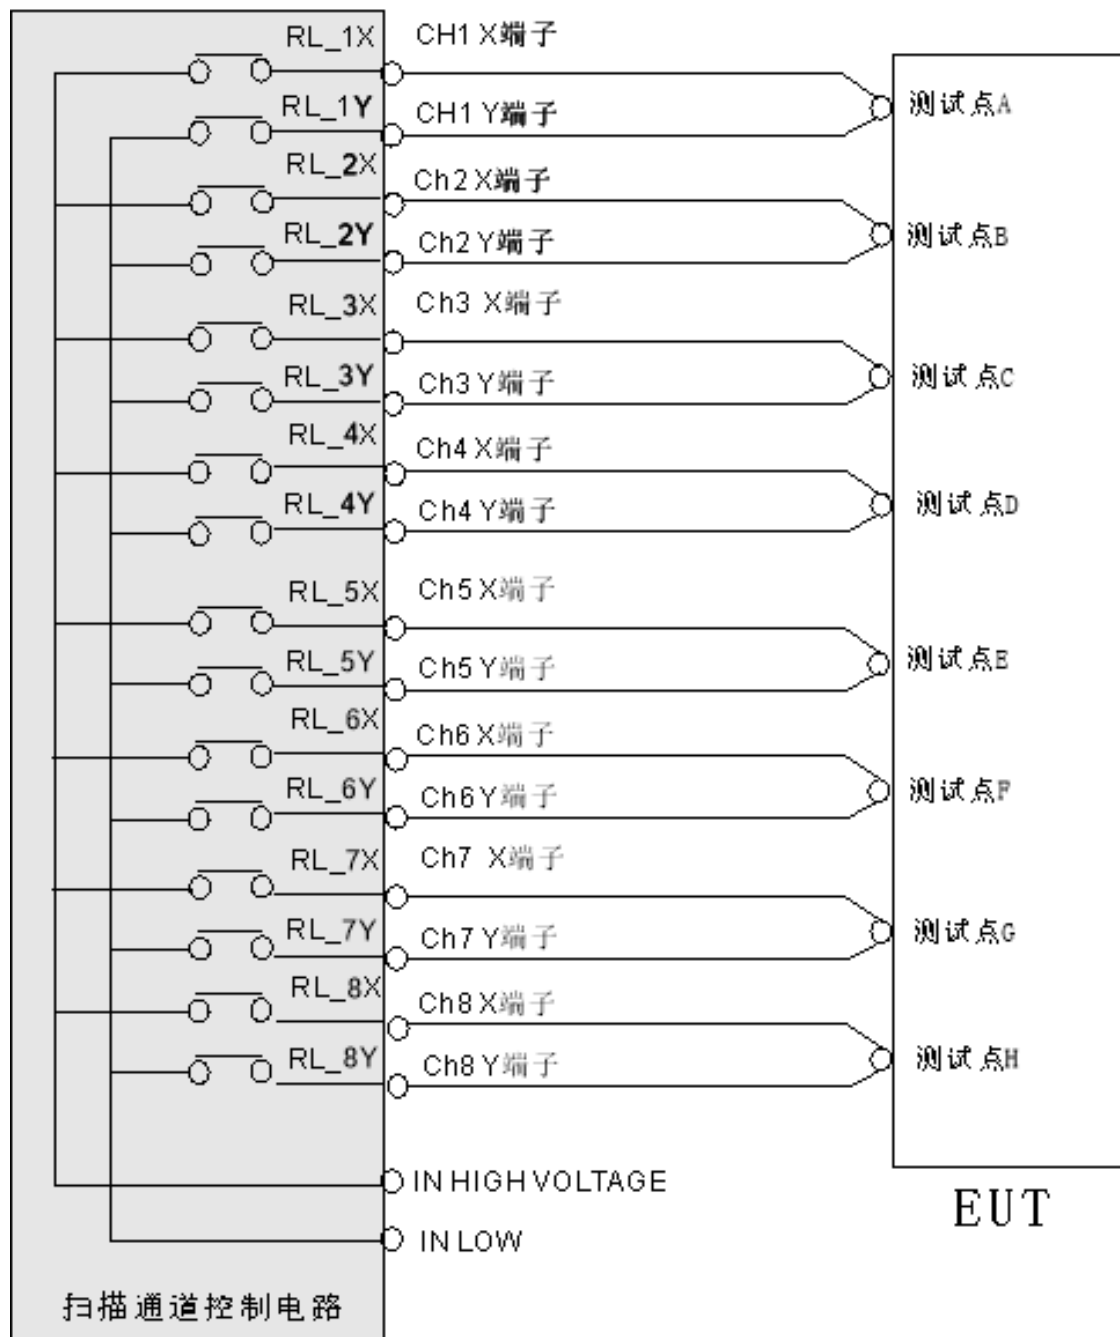 RL_1X CH1 X端子
RL_1Y CH1 Y端子
测试点A
RL_2X Ch2 X端子
RL_2Y Ch2 Y端子
测试点B
RL_3X Ch3 X端子
RL_3Y Ch3 Y端子
测试点C
RL_4X Ch4 X端子
RL_4Y Ch4 Y端子
测试点D
RL_5X Ch5 X端子
RL_5Y Ch5 Y端子
测试点E
RL_6X Ch6 X端子
RL_6Y Ch6 Y端子
测试点F
RL_7X Ch7 X端子
RL_7Y Ch7 Y端子
测试点G
RL_8X Ch8 X端子
RL_8Y Ch8 Y端子
测试点H
IN HIGH VOLTAGE
EUT
IN LOW
扫描通道控制电路